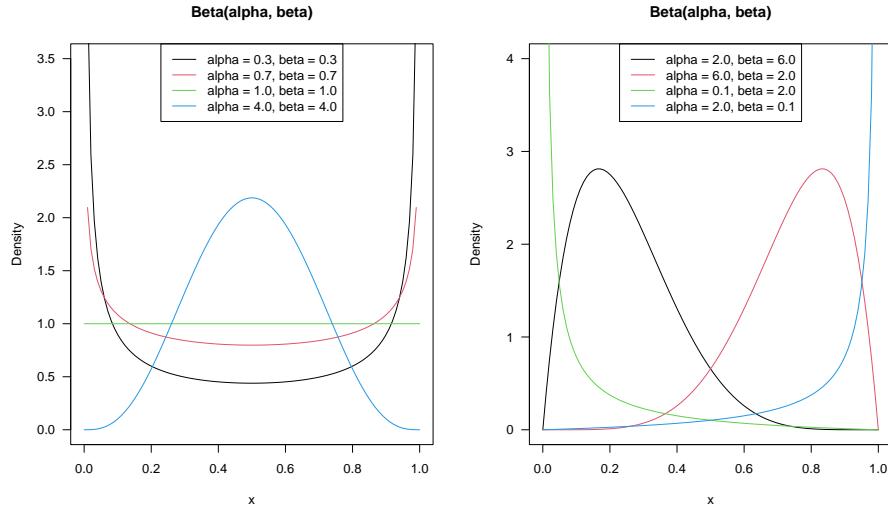 Beta(alpha, beta)
alpha = 0.3, beta = 0.3
alpha = 0.7, beta = 0.7
alpha = 1.0, beta = 1.0
alpha = 4.0, beta = 4.0
Density
3.5
3.0
2.5
2.0
1.5
1.0
0.5
0.0
0.0 0.2 0.4 0.6 0.8 1.0
x
Beta(alpha, beta)
alpha = 2.0, beta = 6.0
alpha = 6.0, beta = 2.0
alpha = 0.1, beta = 2.0
alpha = 2.0, beta = 0.1
Density
4
3
2
1
0
0.0 0.2 0.4 0.6 0.8 1.0
x